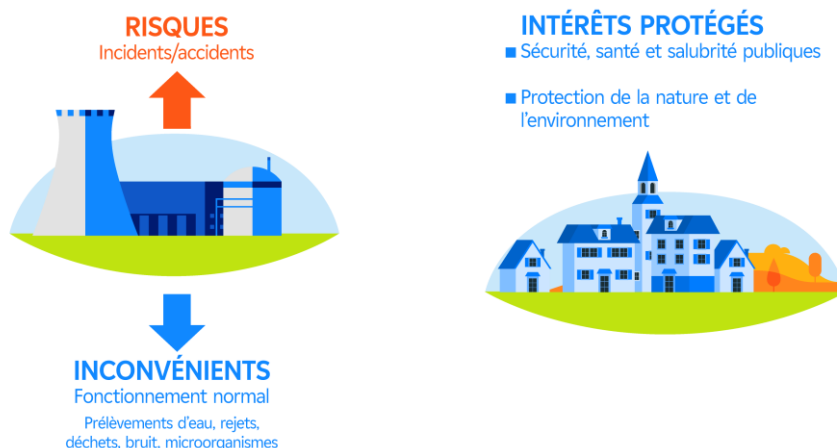 RISQUES
Incidents/accidents
INCONVÉNIENTS
Fonctionnement normal
Prélèvements d'eau, rejets,
déchets, bruit, microorganismes
INTÉRÊTS PROTÉGÉS
■ Sécurité, santé et salubrité publiques
■ Protection de la nature et de
l'environnement